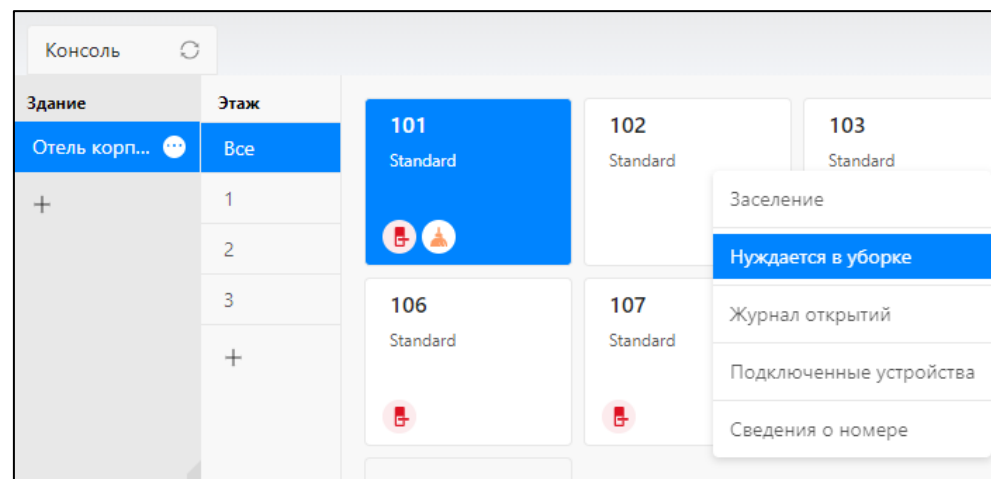 Консоль
Здание
Этаж
Отель корп...
Все
1
2
3
101
Standard
102
Standard
103
Standard
106
Standard
107
Standard
Заселение
Нуждается в уборке
Журнал открытий
Подключенные устройства
Сведения о номере